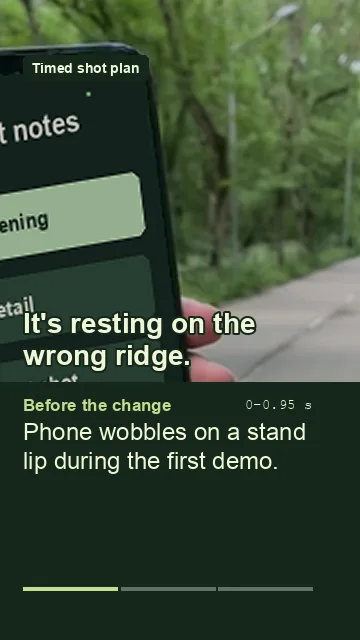 Timed shot plan
t notes
ening
etail
It's resting on the
wrong ridge.
Before the change
0–0.95 s
Phone wobbles on a stand
lip during the first demo.